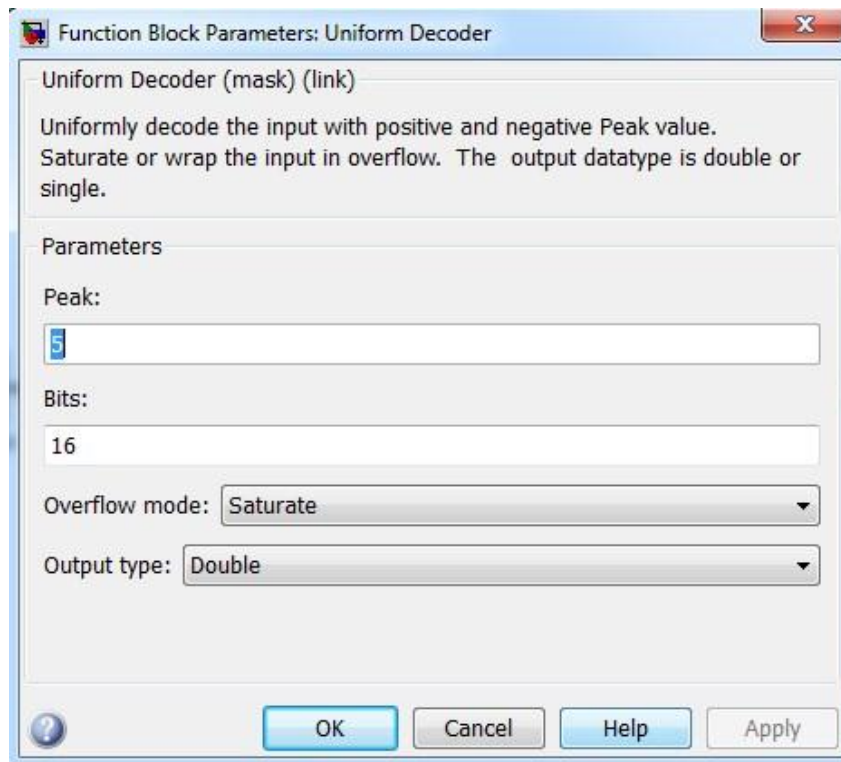 Function Block Parameters: Uniform Decoder
Uniform Decoder (mask) (link)
Uniformly decode the input with positive and negative Peak value.
Saturate or wrap the input in overflow.  The  output datatype is double or
single.
Parameters
Peak:
5
Bits:
16
Overflow mode: Saturate
Output type: Double
OK Cancel Help Apply